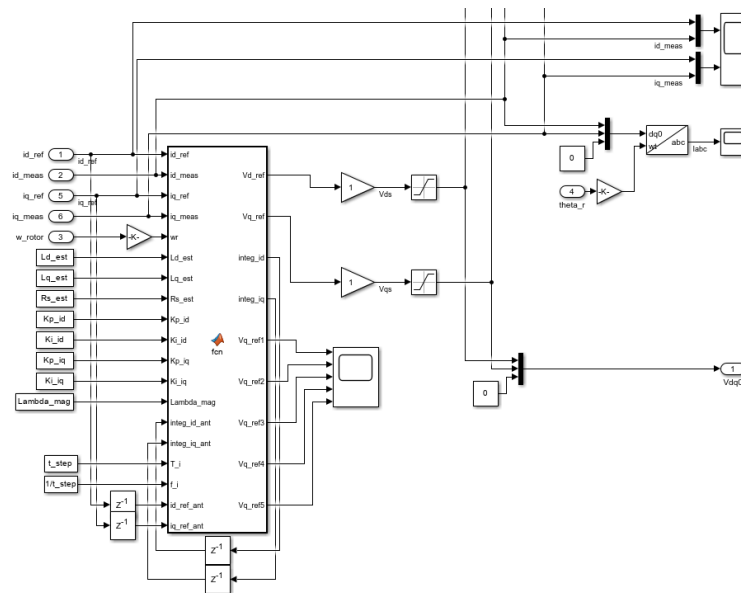 id_meas
iq_meas
id_ref
1
id_ref
id_ref
id_meas
2
id_meas
iq_ref
5
iq_ref
iq_ref
iq_meas
6
iq_meas
w_rotor
3
-K-
wr
Ld_est
Ld_est
Lq_est
Lq_est
Rs_est
Rs_est
Kp_id
Kp_id
Ki_id
Ki_id
Kp_iq
Kp_iq
Ki_iq
Ki_iq
Lambda_mag
Lambda_mag
integ_id_ant
integ_iq_ant
t_step
T_i
1/t_step
f_i
Z-1
id_ref_ant
Z-1
iq_ref_ant
fcn
Vd_ref
Vq_ref
integ_id
integ_iq
Vq_ref1
Vq_ref2
Vq_ref3
Vq_ref4
Vq_ref5
Z-1
Z-1
1
Vds
1
Vqs
0
dq0
abc
wt
Iabc
4
theta_r
-K-
0
1
Vdq0